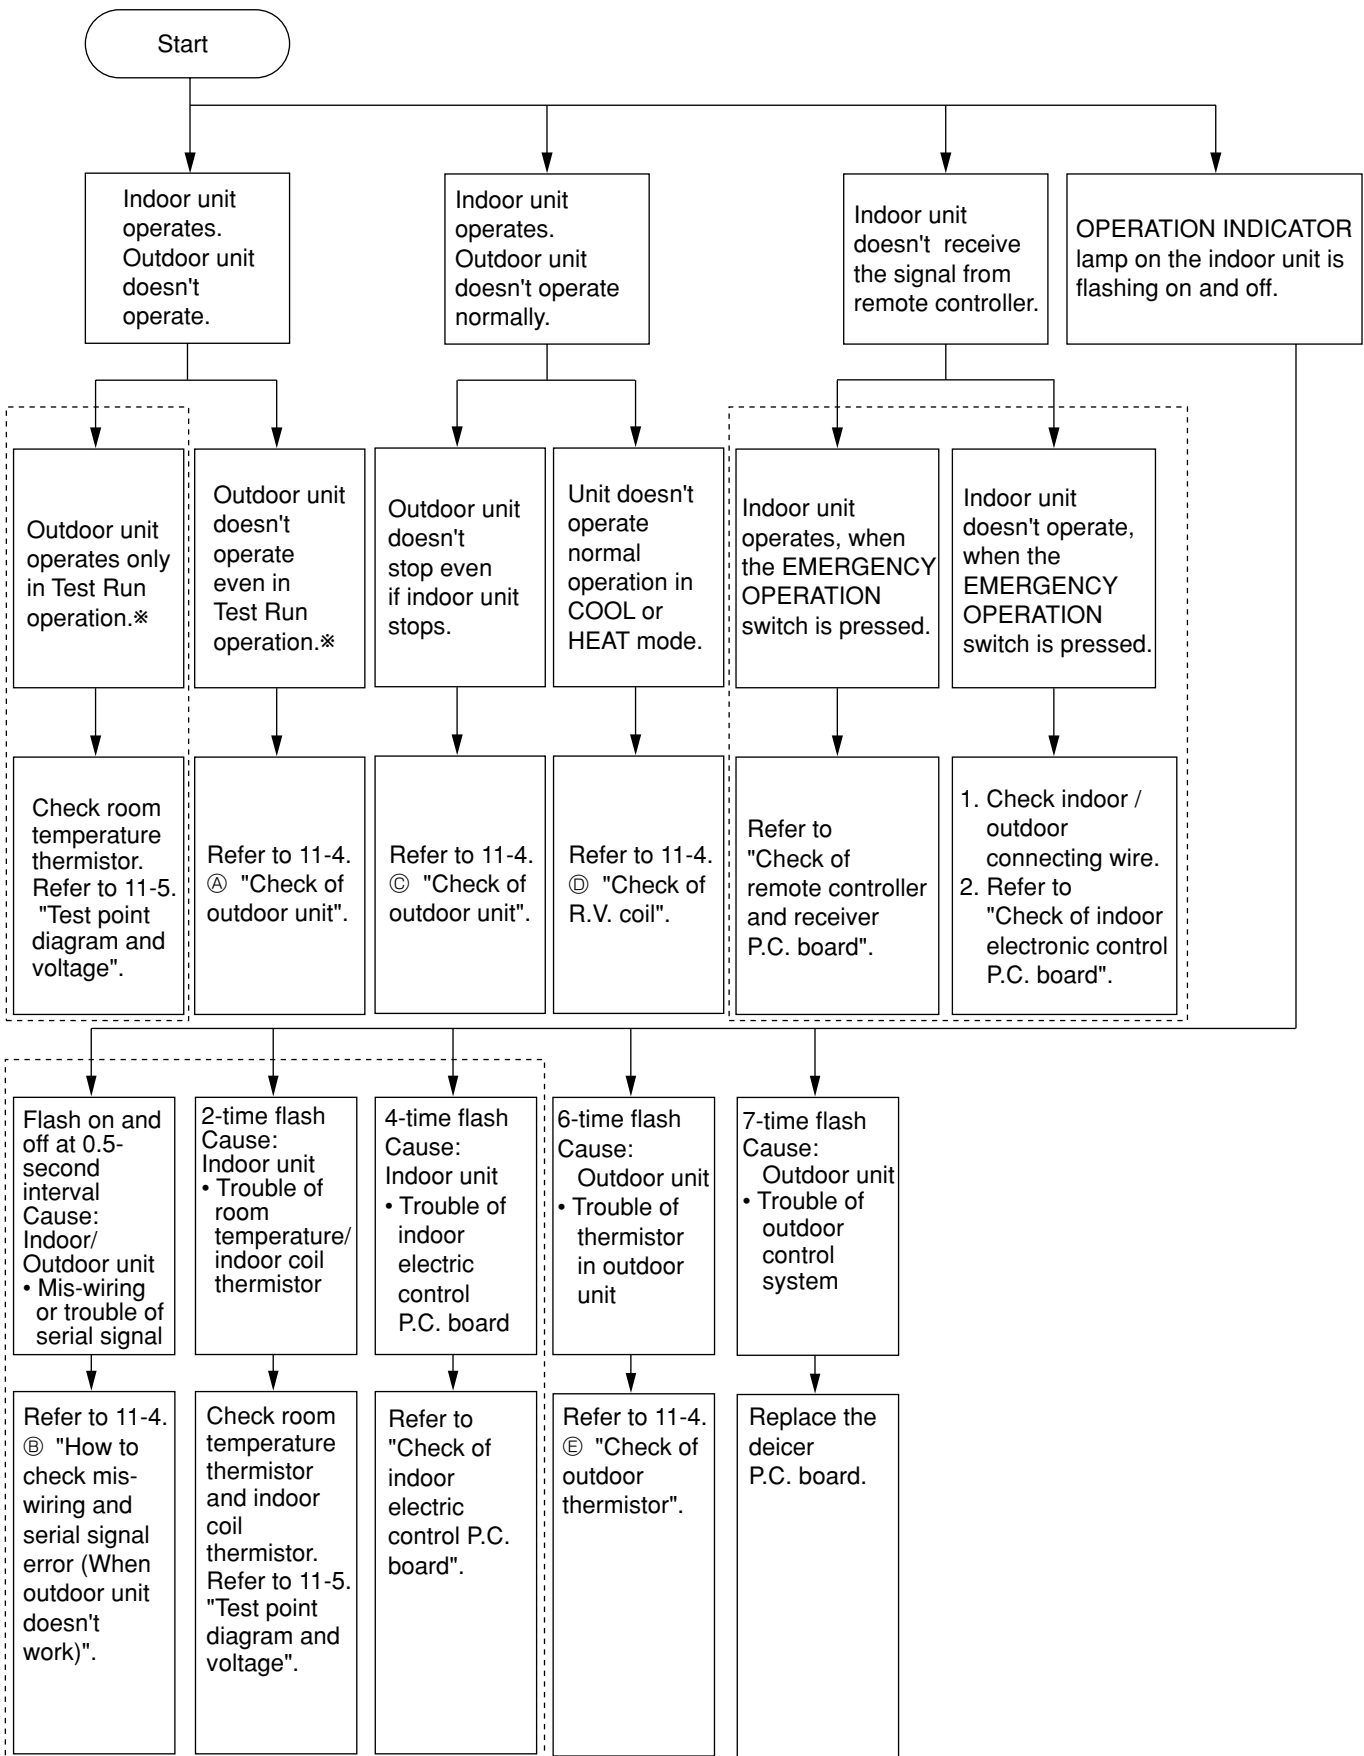 Start
Indoor unit
operates.
Outdoor unit
doesn't
operate.
Indoor unit
operates.
Outdoor unit
doesn't operate
normally.
Indoor unit
doesn't receive
the signal from
remote controller.
OPERATION INDICATOR
lamp on the indoor unit is
flashing on and off.
Outdoor unit
operates only
in Test Run
operation.※
Outdoor unit
doesn't
operate
even in
Test Run
operation.※
Outdoor unit
doesn't
stop even
if indoor unit
stops.
Unit doesn't
operate
normal
operation in
COOL or
HEAT mode.
Indoor unit
operates, when
the EMERGENCY
OPERATION
switch is pressed.
Indoor unit
doesn't operate,
when the
EMERGENCY
OPERATION
switch is pressed.
Check room
temperature
thermistor.
Refer to 11-5.
"Test point
diagram and
voltage".
Refer to 11-4.
Ⓐ "Check of
outdoor unit".
Refer to 11-4.
Ⓒ "Check of
outdoor unit".
Refer to 11-4.
Ⓓ "Check of
R.V. coil".
Refer to
"Check of
remote controller
and receiver
P.C. board".
1. Check indoor /
outdoor
connecting wire.
2. Refer to
"Check of indoor
electronic control
P.C. board".
Flash on and
off at 0.5-
second
interval
Cause:
Indoor/
Outdoor unit
• Mis-wiring
or trouble of
serial signal
2-time flash
Cause:
Indoor unit
• Trouble of
room
temperature/
indoor coil
thermistor
4-time flash
Cause:
Indoor unit
• Trouble of
indoor
electric
control
P.C. board
6-time flash
Cause:
Outdoor unit
• Trouble of
thermistor
in outdoor
unit
7-time flash
Cause:
Outdoor unit
• Trouble of
outdoor
control
system
Refer to 11-4.
Ⓑ "How to
check mis-
wiring and
serial signal
error (When
outdoor unit
doesn't
work)".
Check room
temperature
thermistor
and indoor
coil
thermistor.
Refer to 11-5.
"Test point
diagram and
voltage".
Refer to
"Check of
indoor
electric
control P.C.
board".
Refer to 11-4.
Ⓔ "Check of
outdoor
thermistor".
Replace the
deicer
P.C. board.